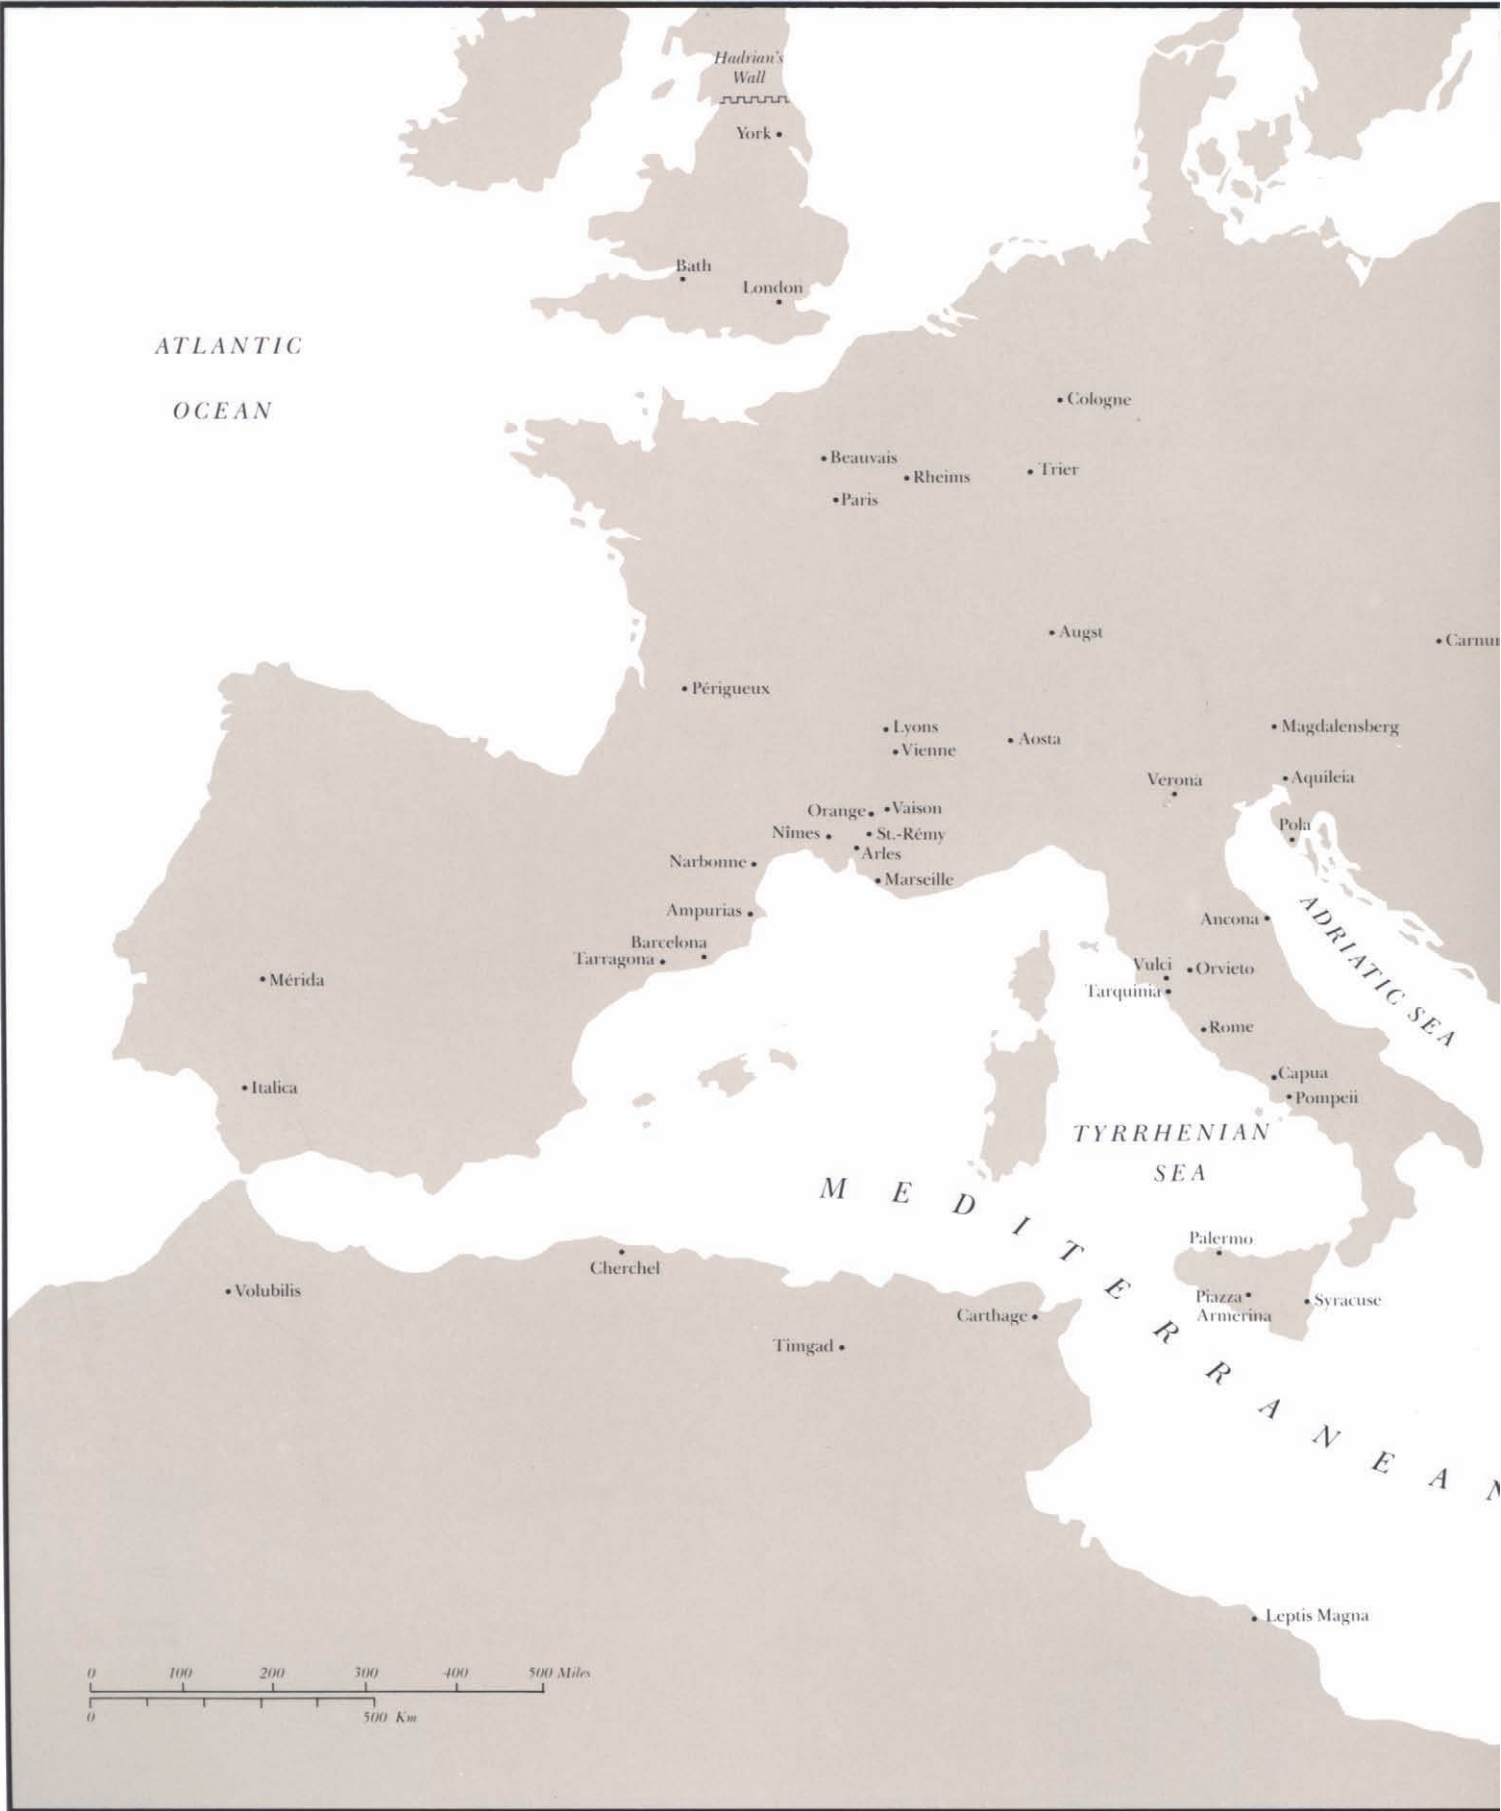 Hadrian's
Wall
York
Bath
London
ATLANTIC
OCEAN
Cologne
Beauvais
Rheims
Trier
Paris
Augst
Carnun
Périgueux
Lyons
Vienne
Aosta
Magdalensberg
Verona
Aquileia
Orange
Vaison
Pola
Nîmes
St.-Rémy
Arles
Narbonne
Marseille
Ampurias
Ancona
ADRIATIC SEA
Barcelona
Tarragona
Vulci
Orvieto
Mérida
Tarquinia
Rome
Capua
Italica
Pompeii
TYRRHENIAN
SEA
MEDITERRANEAN
Palermo
Cherchel
Volubilis
Piazza
Armerina
Syracuse
Carthage
Timgad
Leptis Magna
0 100 200 300 400 500 Miles
0 500 Km